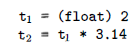 t₁ = (float) 2
t₂ = t₁ * 3.14